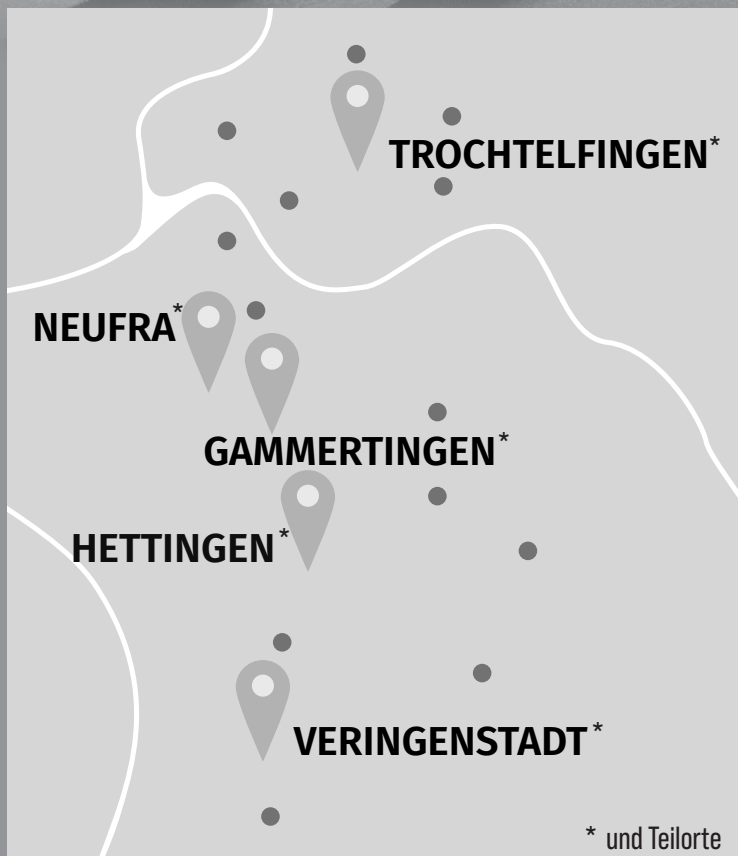 TROCHTELFINGEN*
NEUFRA*
GAMMERTINGEN*
HETTINGEN*
VERINGENSTADT*
* und Teilorte